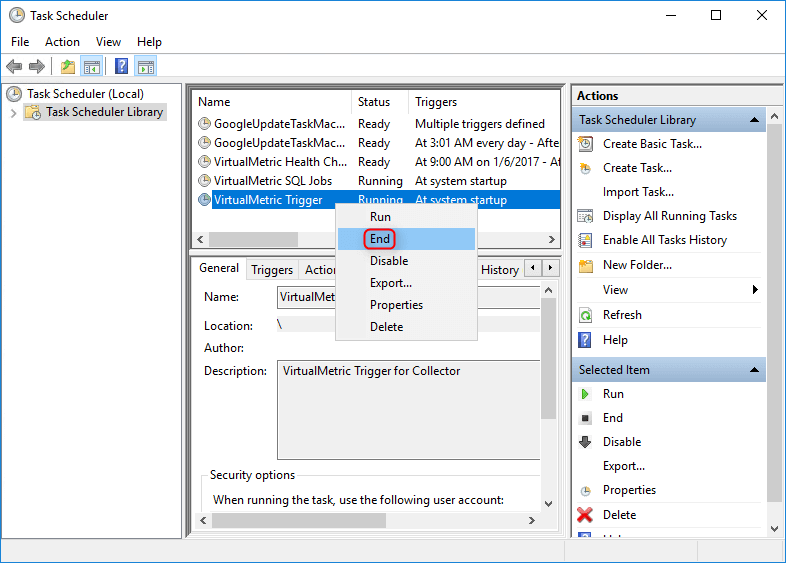 Task Scheduler
File Action View Help
Task Scheduler (Local)
Task Scheduler Library
Name Status Triggers
GoogleUpdateTaskMac... Ready Multiple triggers defined
GoogleUpdateTaskMac... Ready At 3:01 AM every day - After
VirtualMetric Health Ch... Ready At 9:00 AM on 1/6/2017 - Af
VirtualMetric SQL Jobs Running At system startup
VirtualMetric Trigger Running At system startup
Run
End
Disable
Export...
Properties
Delete
General Triggers Action History
Name: VirtualMet
Location: \
Author:
Description: VirtualMetric Trigger for Collector
Security options
When running the task, use the following user account:
Actions
Task Scheduler Library
Create Basic Task...
Create Task...
Import Task...
Display All Running Tasks
Enable All Tasks History
New Folder...
View
Refresh
Help
Selected Item
Run
End
Disable
Export...
Properties
Delete